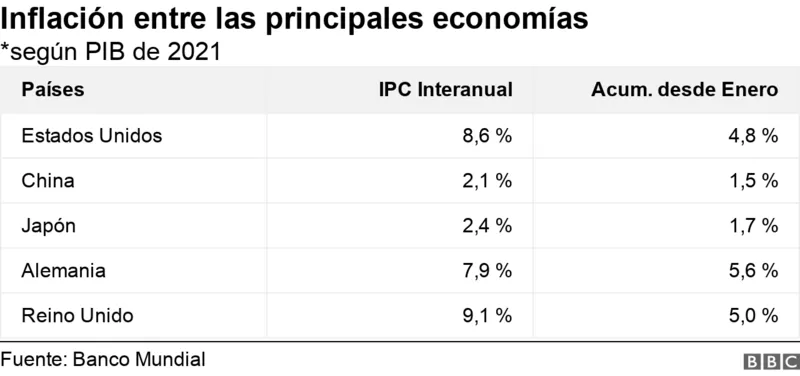 Inflación entre las principales economías
*según PIB de 2021
Países IPC Interanual Acum. desde Enero
Estados Unidos 8,6 % 4,8 %
China 2,1 % 1,5 %
Japón 2,4 % 1,7 %
Alemania 7,9 % 5,6 %
Reino Unido 9,1 % 5,0 %
Fuente: Banco Mundial BBC